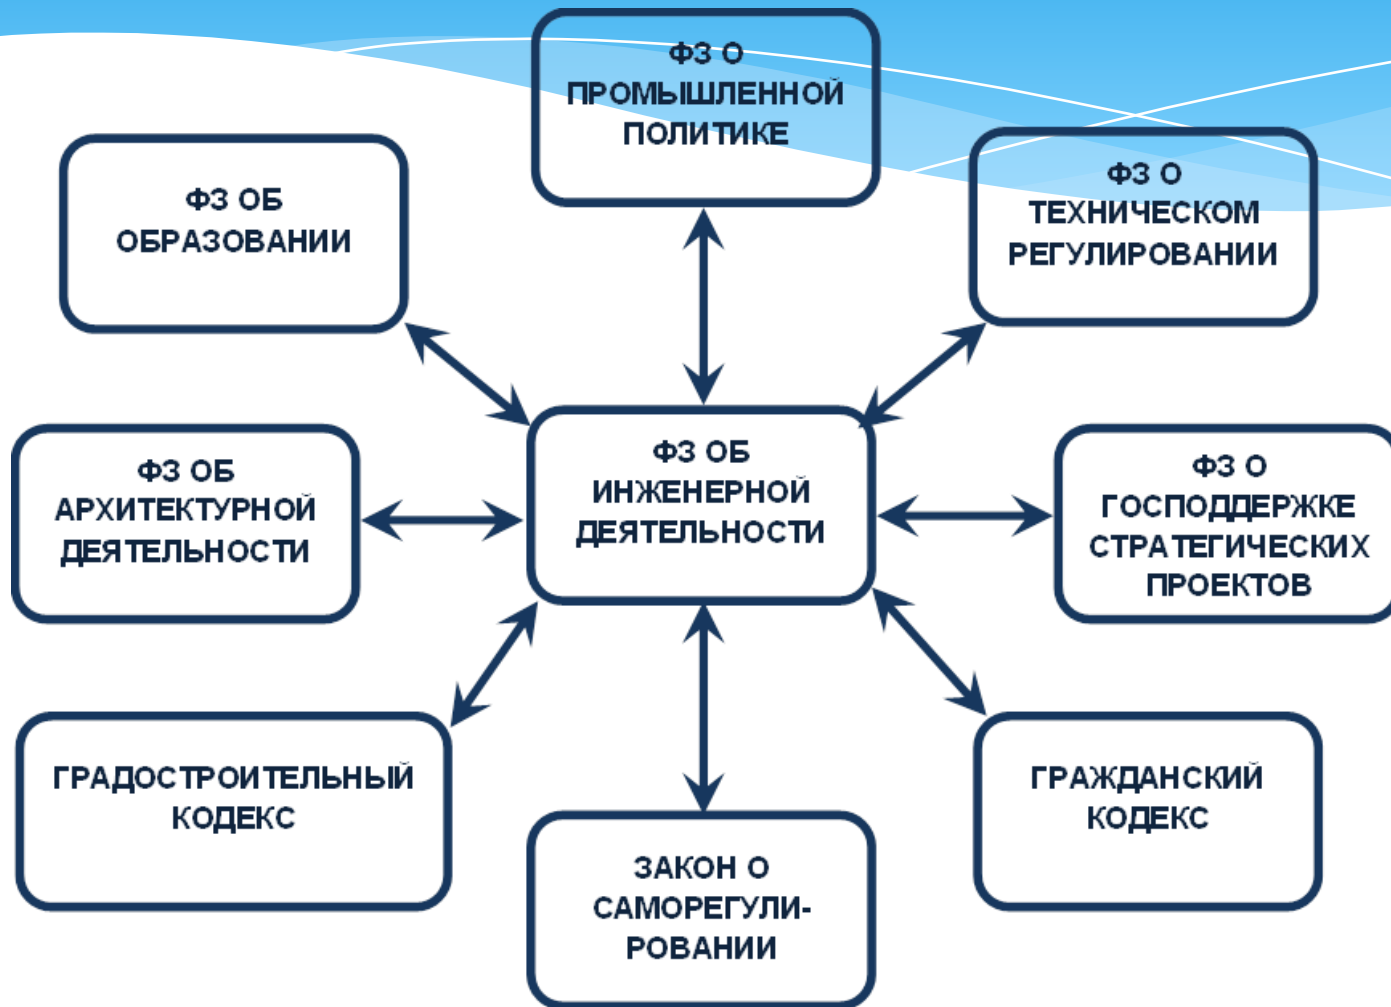 ФЗ О
ПРОМЫШЛЕННОЙ
ПОЛИТИКЕ
ФЗ ОБ
ОБРАЗОВАНИИ
ФЗ О
ТЕХНИЧЕСКОМ
РЕГУЛИРОВАНИИ
ФЗ ОБ
АРХИТЕКТУРНОЙ
ДЕЯТЕЛЬНОСТИ
ФЗ ОБ
ИНЖЕНЕРНОЙ
ДЕЯТЕЛЬНОСТИ
ФЗ О
ГОСПОДДЕРЖКЕ
СТРАТЕГИЧЕСКИХ
ПРОЕКТОВ
ГРАДОСТРОИТЕЛЬНЫЙ
КОДЕКС
ЗАКОН О
САМОРЕГУЛИ-
РОВАНИИ
ГРАЖДАНСКИЙ
КОДЕКС